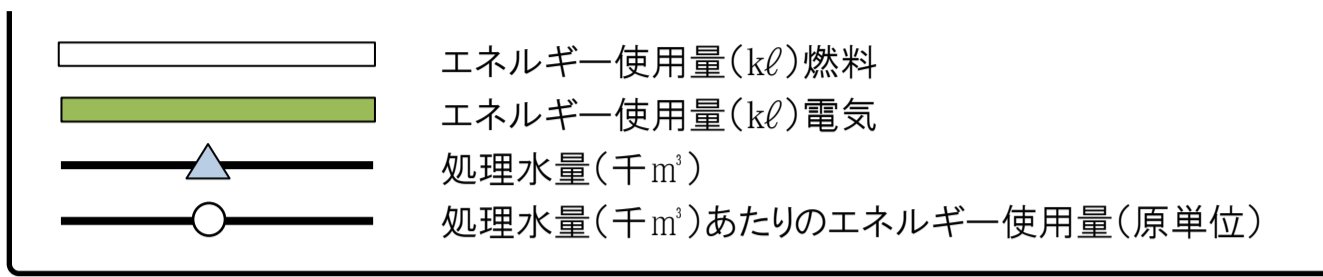 エネルギー使用量(kℓ)燃料
エネルギー使用量(kℓ)電気
処理水量(千㎥)
処理水量(千㎥)あたりのエネルギー使用量(原単位)